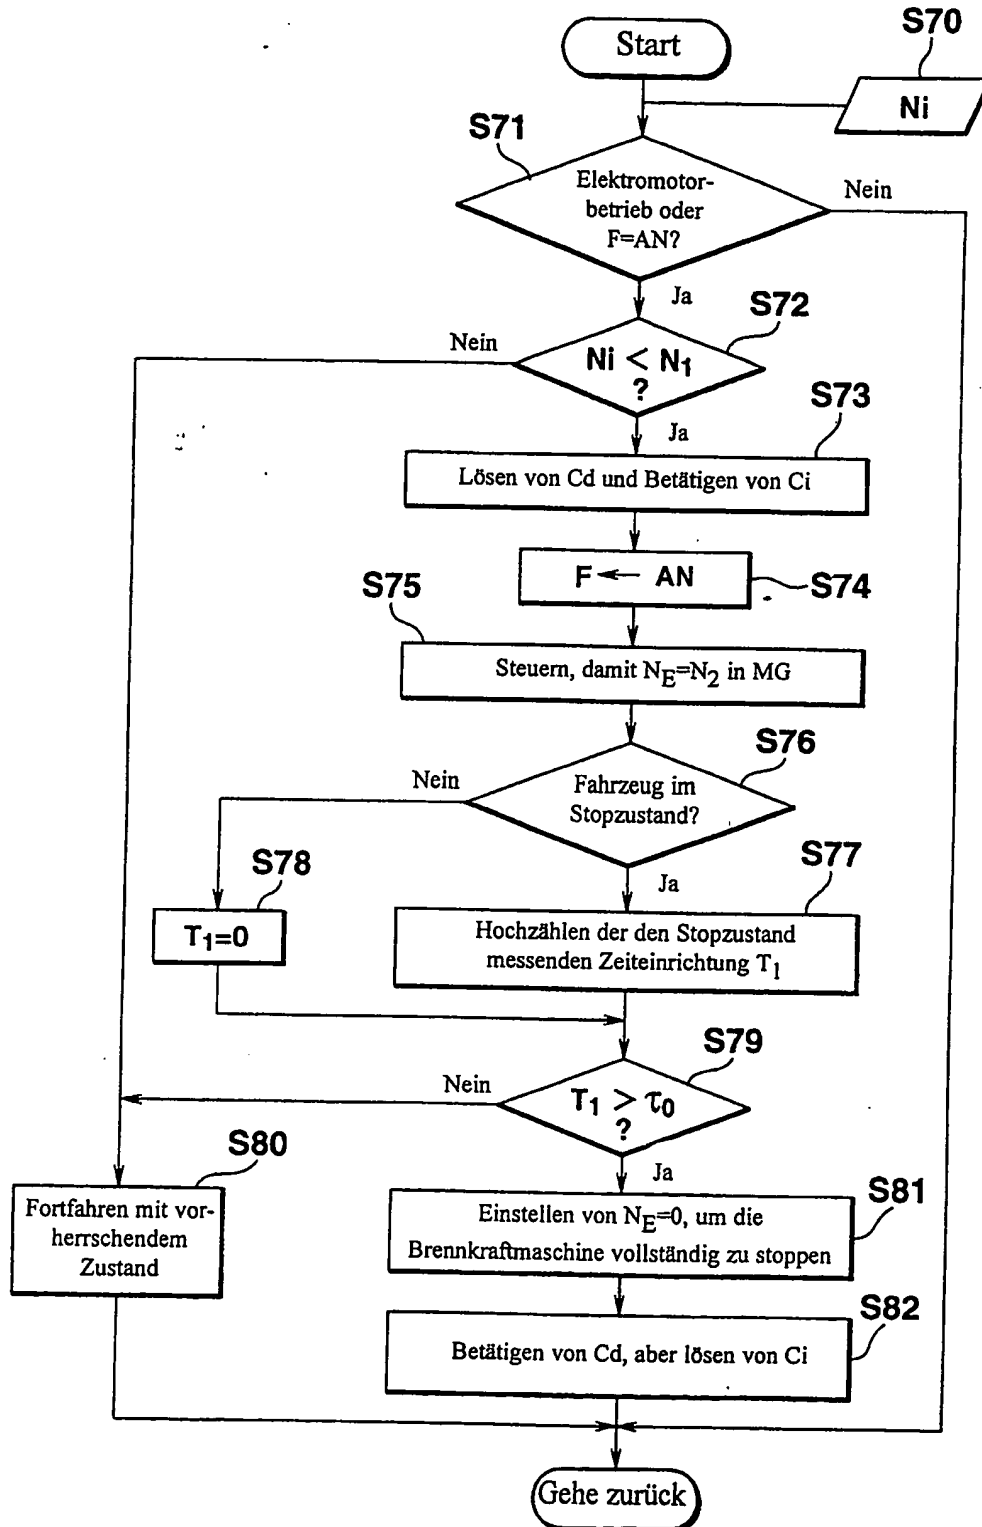 S70
Start
Ni
S71
Elektromotor-
betrieb oder
F=AN?
Nein
Ja
S72
Nein
Ni < N1
?
S73
Ja
Lösen von Cd und Betätigen von Ci
F ← AN
S74
S75
Steuern, damit NE=N2 in MG
S76
Nein
Fahrzeug im
Stopzustand?
S78
S77
Ja
T1=0
Hochzählen der den Stopzustand
messenden Zeiteinrichtung T1
S79
Nein
T1 > τ0
?
S80
Ja
S81
Fortfahren mit vor-
herrschendem
Zustand
Einstellen von NE=0, um die
Brennkraftmaschine vollständig zu stoppen
S82
Betätigen von Cd, aber lösen von Ci
Gehe zurück